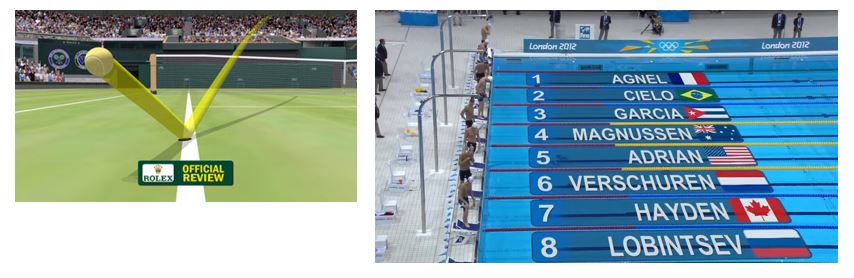 ROLEX
OFFICIAL
REVIEW
London 2012
London 2012
1 AGNEL
2 CIELO
3 GARCIA
4 MAGNUSSEN
5 ADRIAN
6 VERSCHUREN
7 HAYDEN
8 LOBINTSEV